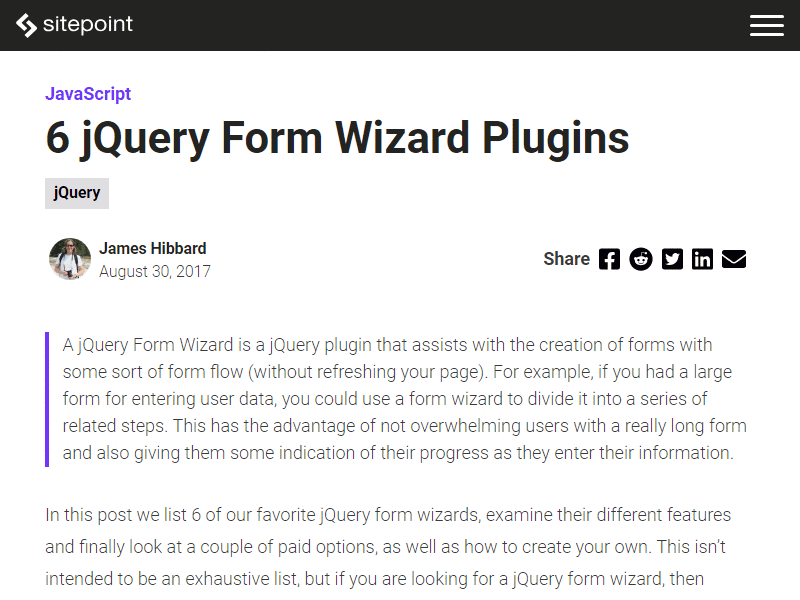 sitepoint
JavaScript
6 jQuery Form Wizard Plugins
jQuery
James Hibbard
August 30, 2017
Share
A jQuery Form Wizard is a jQuery plugin that assists with the creation of forms with
some sort of form flow (without refreshing your page). For example, if you had a large
form for entering user data, you could use a form wizard to divide it into a series of
related steps. This has the advantage of not overwhelming users with a really long form
and also giving them some indication of their progress as they enter their information.
In this post we list 6 of our favorite jQuery form wizards, examine their different features
and finally look at a couple of paid options, as well as how to create your own. This isn’t
intended to be an exhaustive list, but if you are looking for a jQuery form wizard, then